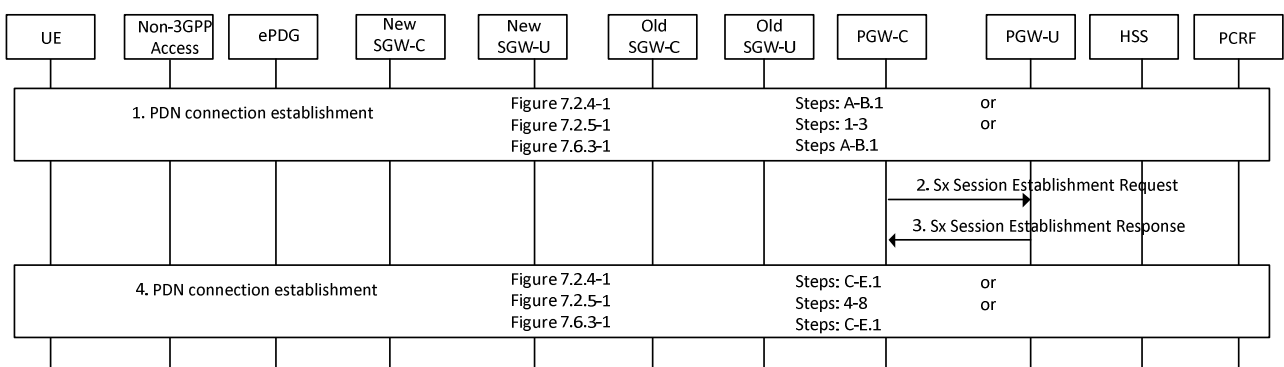 UE
Non-3GPP
Access
ePDG
New
SGW-C
New
SGW-U
Old
SGW-C
Old
SGW-U
PGW-C
PGW-U
HSS
PCRF
1. PDN connection establishment
Figure 7.2.4-1 Steps: A-B.1 or
Figure 7.2.5-1 Steps: 1-3 or
Figure 7.6.3-1 Steps A-B.1
2. Sx Session Establishment Request
3. Sx Session Establishment Response
4. PDN connection establishment
Figure 7.2.4-1 Steps: C-E.1 or
Figure 7.2.5-1 Steps: 4-8 or
Figure 7.6.3-1 Steps: C-E.1